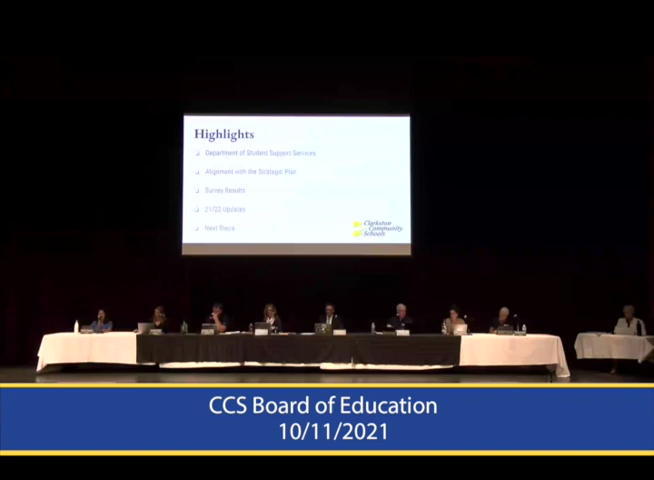 Highlights
Department of Student Support Services
Alignment with the Strategic Plan
Survey Results
21/22 Updates
Next Steps
Clarkston
Community
Schools
CCS Board of Education
10/11/2021